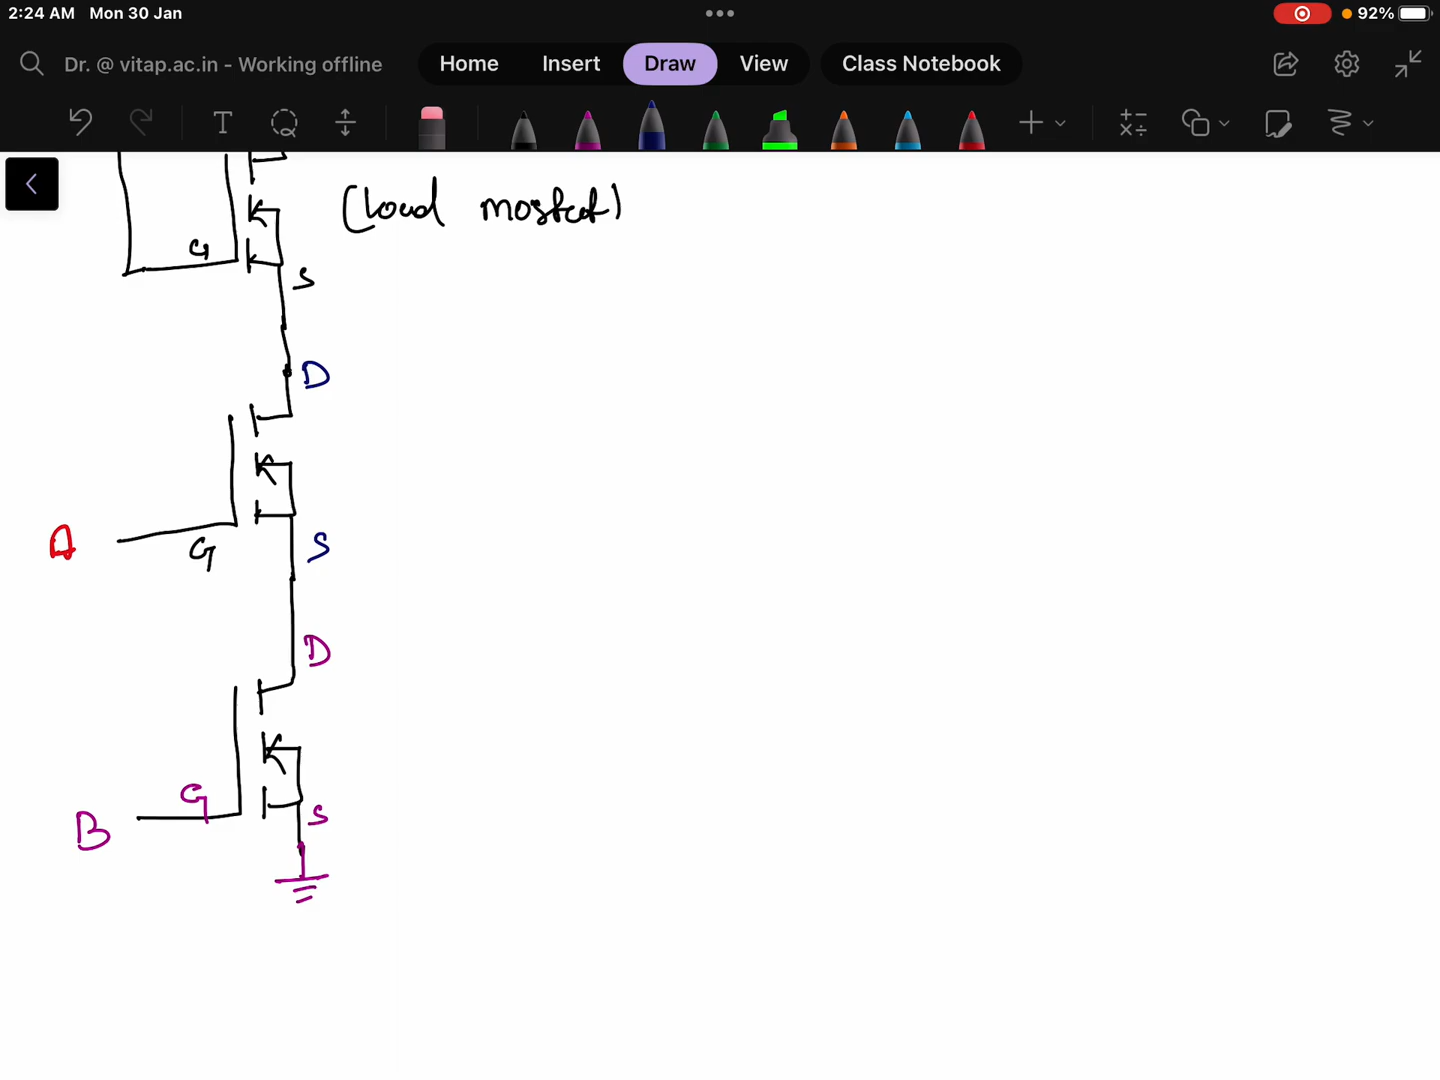 2:24 AM Mon 30 Jan
92%
Dr. @ vitap.ac.in - Working offline
Home Insert Draw View Class Notebook
T
(load mosfet)
G
S
D
A
G
S
D
G
B
S